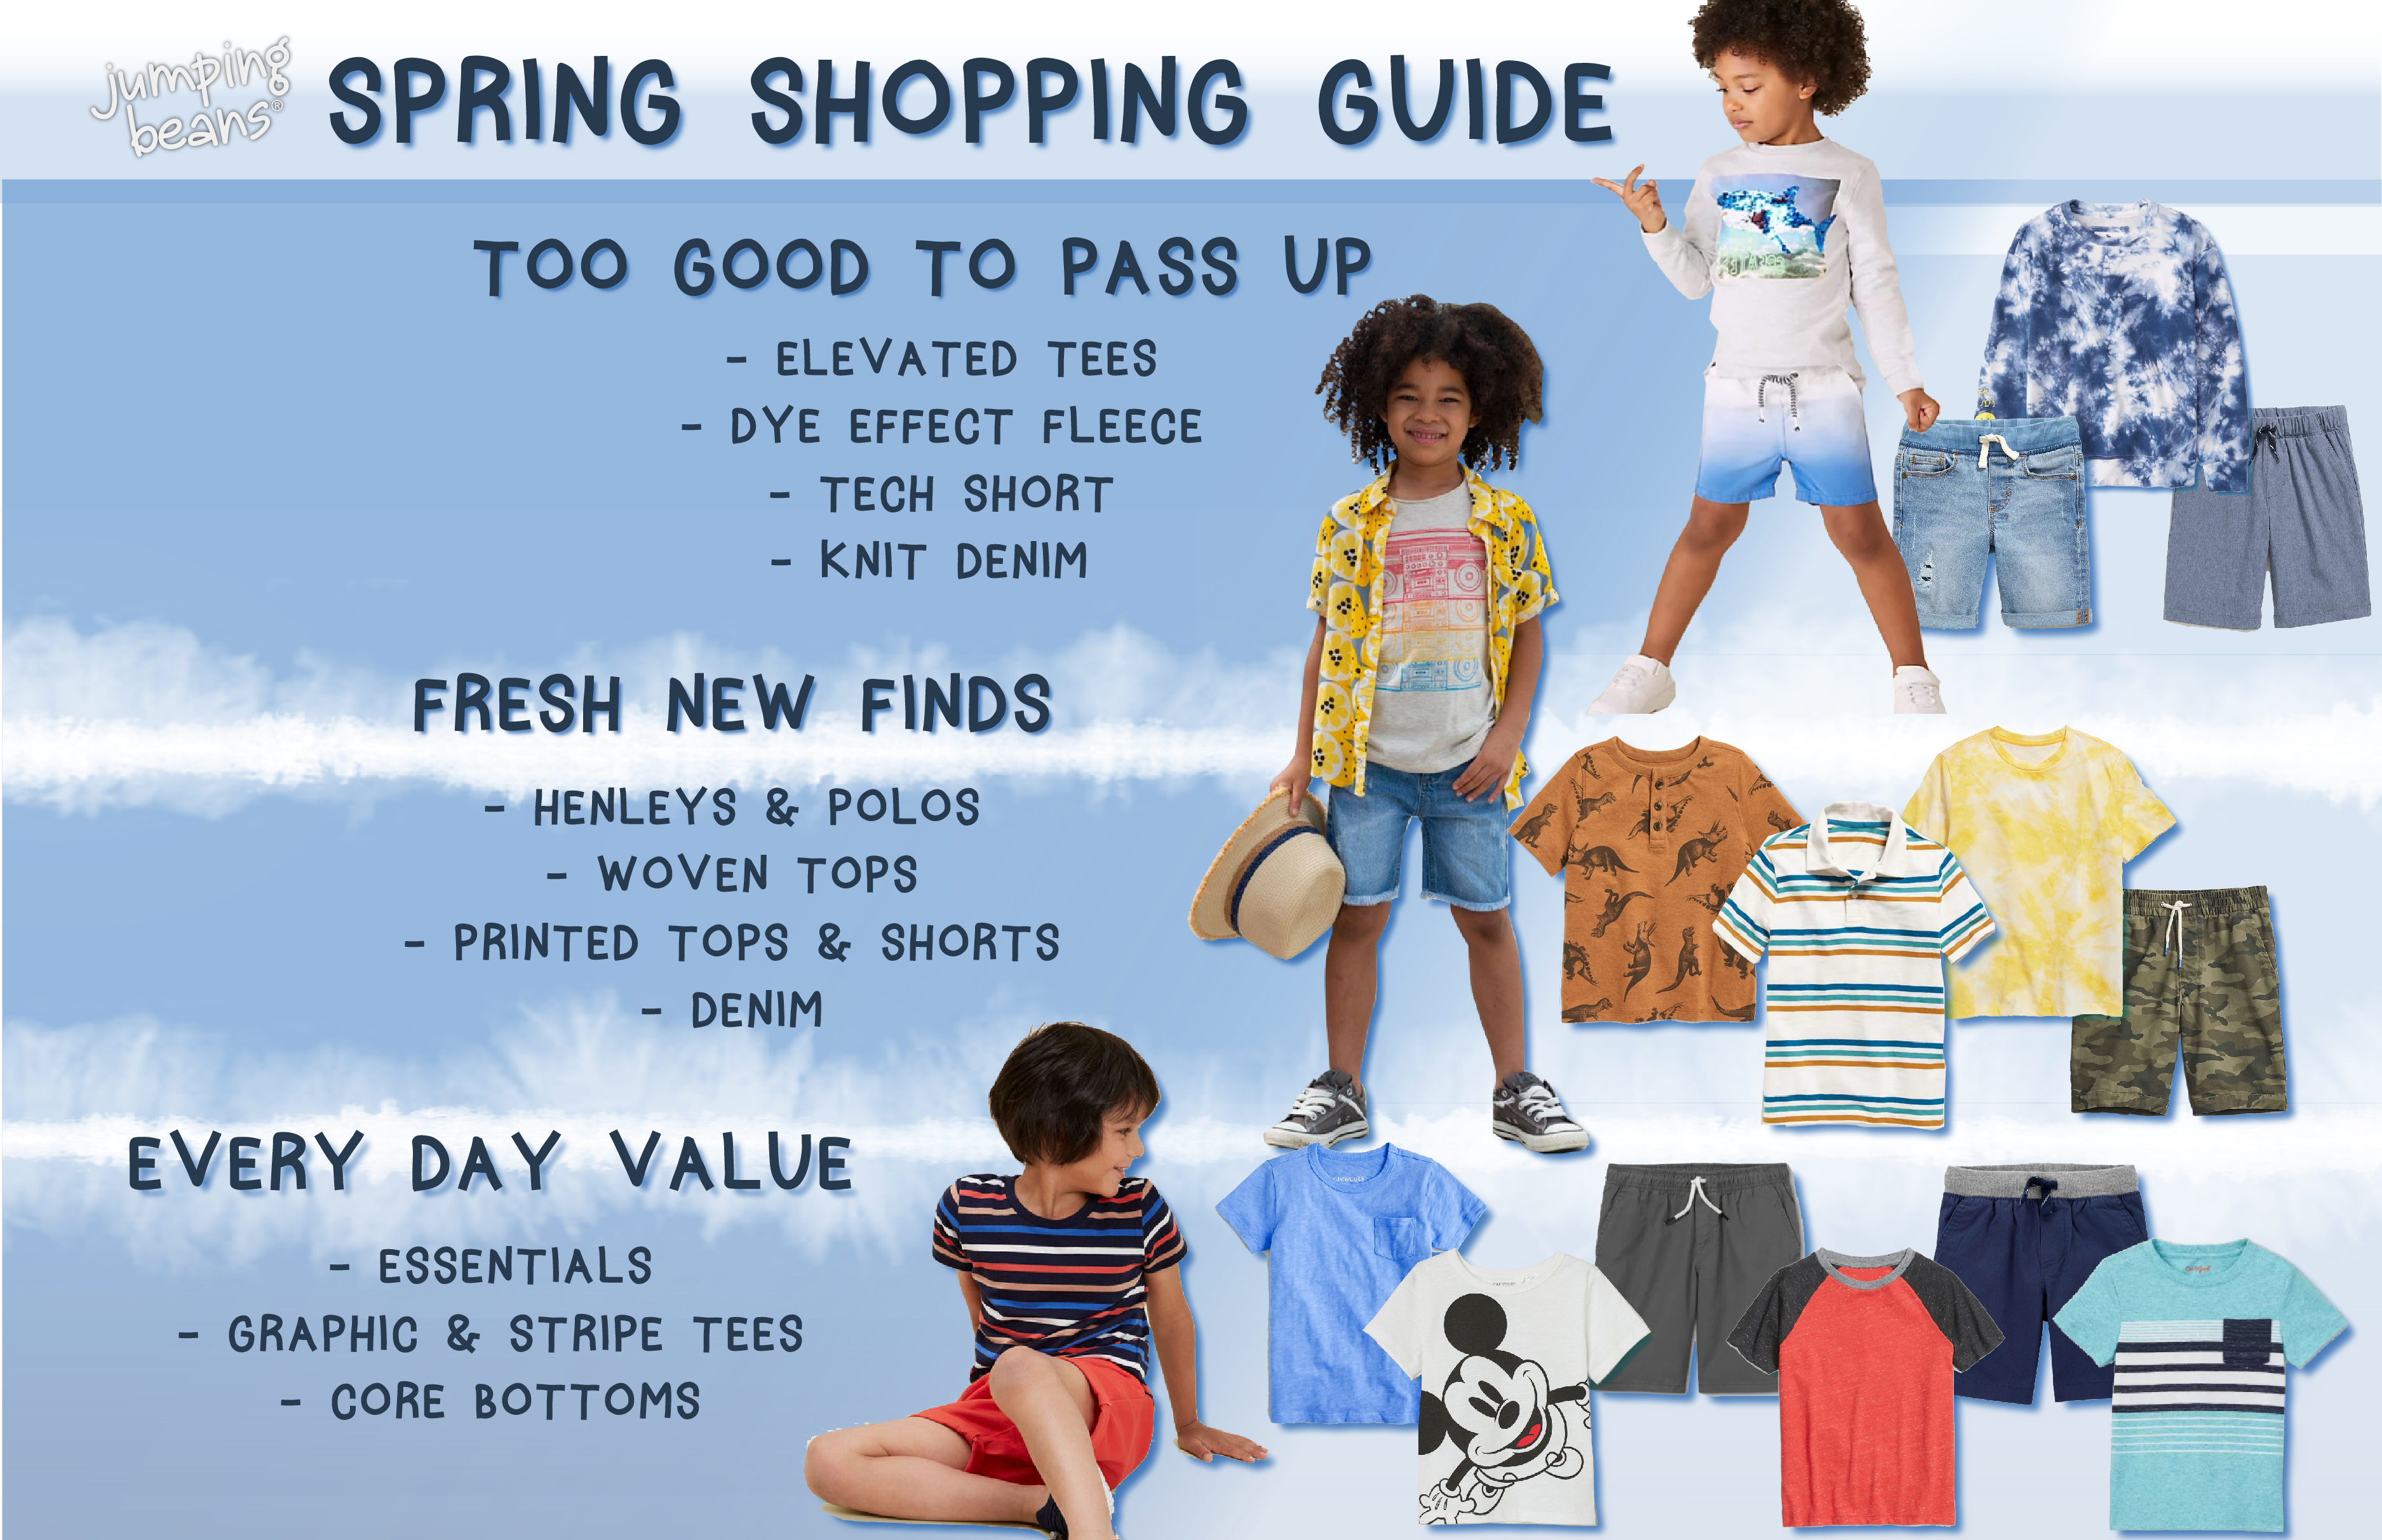 jumping
beans®
SPRING SHOPPING GUIDE
TOO GOOD TO PASS UP
- ELEVATED TEES
- DYE EFFECT FLEECE
- TECH SHORT
- KNIT DENIM
FRESH NEW FINDS
- HENLEYS & POLOS
- WOVEN TOPS
- PRINTED TOPS & SHORTS
- DENIM
EVERY DAY VALUE
- ESSENTIALS
- GRAPHIC & STRIPE TEES
- CORE BOTTOMS